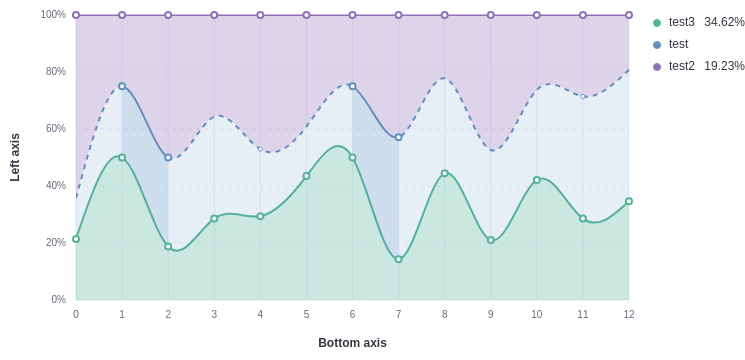 100%
80%
60%
40%
20%
0%
Left axis
0 1 2 3 4 5 6 7 8 9 10 11 12
Bottom axis
test3 34.62%
test
test2 19.23%